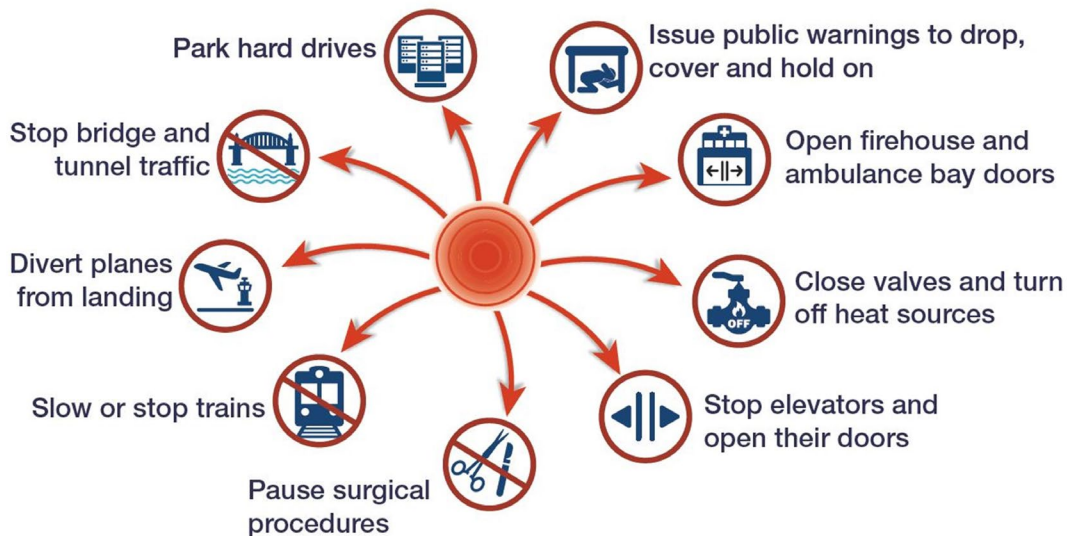 Park hard drives
Issue public warnings to drop,
cover and hold on
Stop bridge and
tunnel traffic
Open firehouse and
ambulance bay doors
Divert planes
from landing
Close valves and turn
off heat sources
OFF
Slow or stop trains
Stop elevators and
open their doors
Pause surgical
procedures